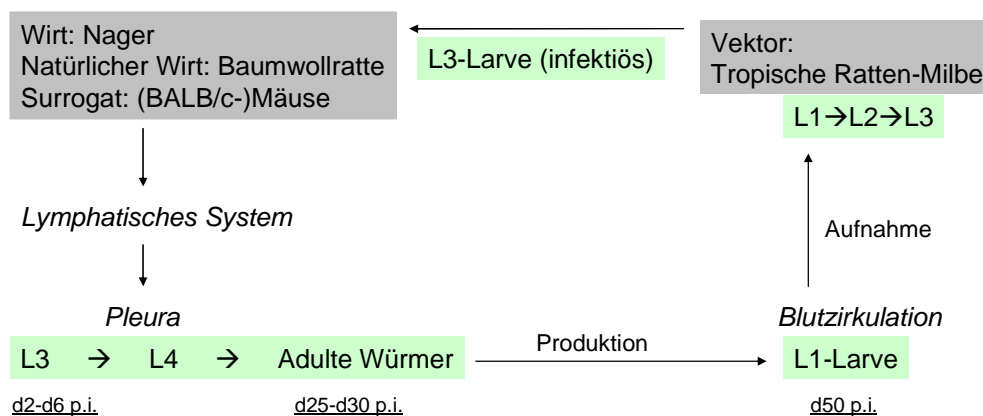 Wirt: Nager
Natürlicher Wirt: Baumwollratte
Surrogat: (BALB/c-)Mäuse
L3-Larve (infektiös)
Vektor:
Tropische Ratten-Milbe
L1→L2→L3
Lymphatisches System
Aufnahme
Pleura
Blutzirkulation
L3 → L4 → Adulte Würmer
Produktion
L1-Larve
d2-d6 p.i.
d25-d30 p.i.
d50 p.i.